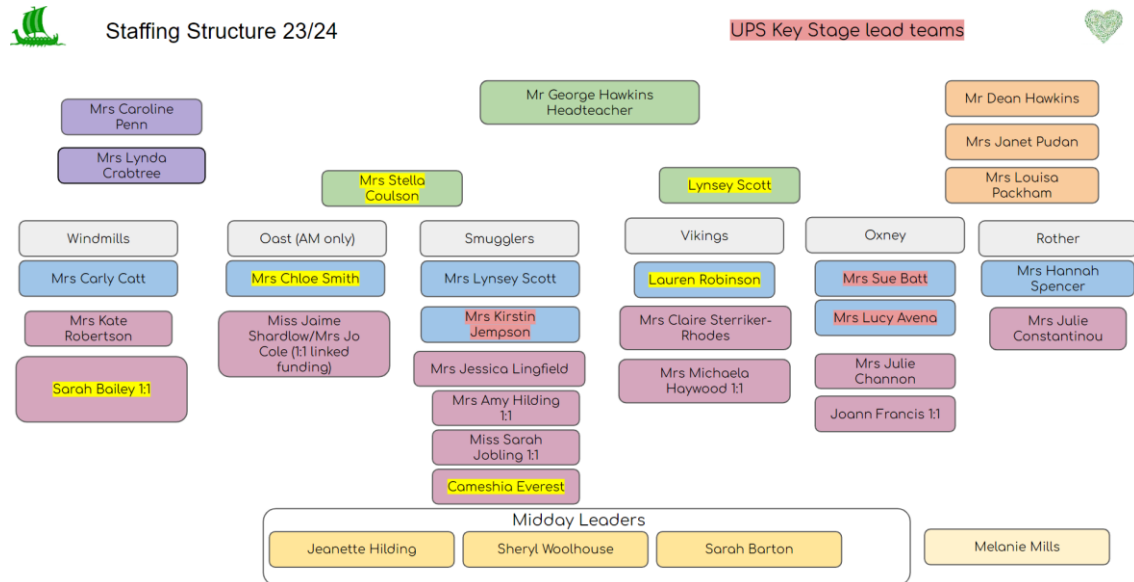 Staffing Structure 23/24
UPS Key Stage lead teams
Mrs Caroline
Penn
Mrs Lynda
Crabtree
Mr George Hawkins
Headteacher
Mr Dean Hawkins
Mrs Janet Pudan
Mrs Louisa
Packham
Mrs Stella
Coulson
Lynsey Scott
Windmills
Oast (AM only)
Smugglers
Vikings
Oxney
Rother
Mrs Carly Catt
Mrs Chloe Smith
Mrs Lynsey Scott
Lauren Robinson
Mrs Sue Batt
Mrs Hannah
Spencer
Mrs Kate
Robertson
Miss Jaime
Shardlow/Mrs Jo
Cole (1:1 linked
funding)
Mrs Kirstin
Jempson
Mrs Claire Sterriker-
Rhodes
Mrs Lucy Avena
Mrs Julie
Constantinou
Sarah Bailey 1:1
Mrs Jessica Lingfield
Mrs Michaela
Haywood 1:1
Mrs Julie
Channon
Mrs Amy Hilding
1:1
Joann Francis 1:1
Miss Sarah
Jobling 1:1
Cameshia Everest
Midday Leaders
Jeanette Hilding
Sheryl Woolhouse
Sarah Barton
Melanie Mills